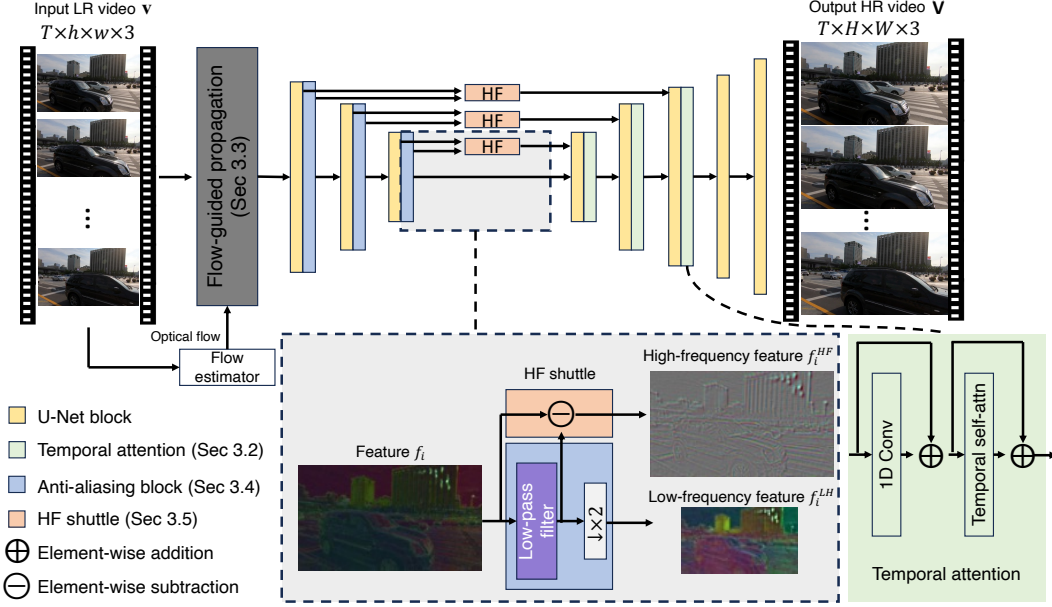 Input LR video v
T×h×w×3
Output HR video V
T×H×W×3
Flow-guided propagation
(Sec 3.3)
HF
HF
HF
Optical flow
Flow
estimator
U-Net block
Temporal attention (Sec 3.2)
Anti-aliasing block (Sec 3.4)
HF shuttle (Sec 3.5)
Element-wise addition
Element-wise subtraction
Feature f_i
HF shuttle
Low-pass
filter
↓×2
High-frequency feature f_i^{HF}
Low-frequency feature f_i^{LH}
1D Conv
Temporal self-attn
Temporal attention